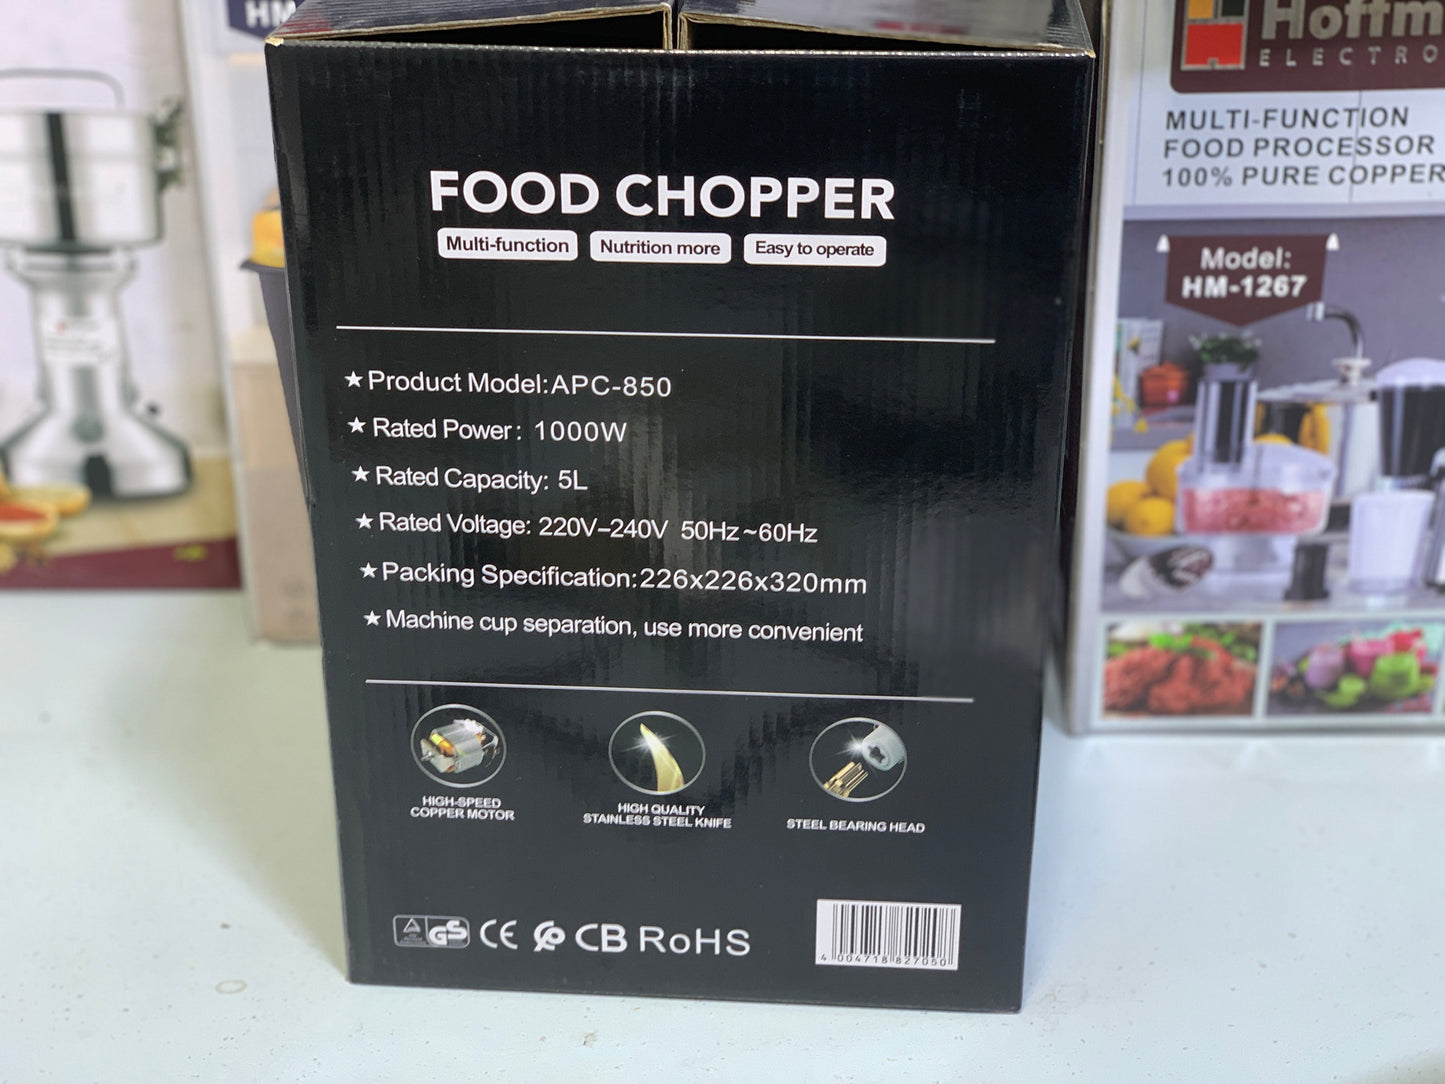 FOOD CHOPPER
Multi-function Nutrition more Easy to operate
★Product Model:APC-850
★ Rated Power: 1000W
★ Rated Capacity: 5L
★ Rated Voltage: 220V-240V 50Hz~60Hz
★Packing Specification:226x226x320mm
★ Machine cup separation, use more convenient
HIGH-SPEED
COPPER MOTOR
HIGH QUALITY
STAINLESS STEEL KNIFE
STEEL BEARING HEAD
GS CE CB RoHS
4 004718 827050
HM
Hoffm
ELECTRO
MULTI-FUNCTION
FOOD PROCESSOR
100% PURE COPPER
Model:
HM-1267